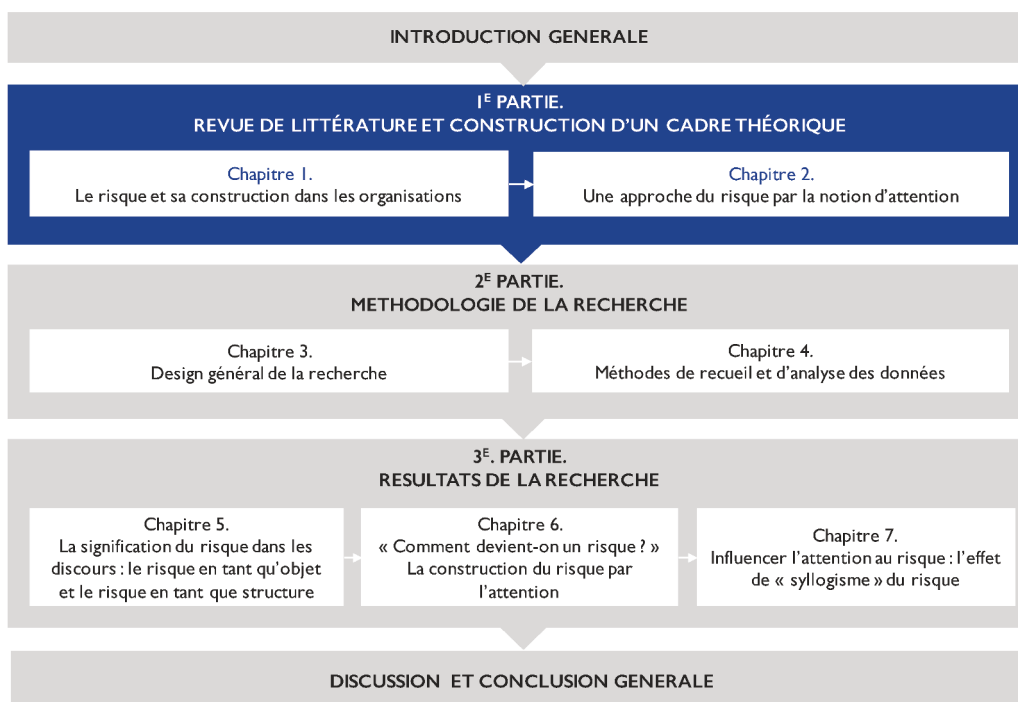 INTRODUCTION GENERALE
1E PARTIE.
REVUE DE LITTÉRATURE ET CONSTRUCTION D'UN CADRE THÉORIQUE
Chapitre 1.
Le risque et sa construction dans les organisations
Chapitre 2.
Une approche du risque par la notion d'attention
2E PARTIE.
METHODOLOGIE DE LA RECHERCHE
Chapitre 3.
Design général de la recherche
Chapitre 4.
Méthodes de recueil et d'analyse des données
3E. PARTIE.
RESULTATS DE LA RECHERCHE
Chapitre 5.
La signification du risque dans les
discours : le risque en tant qu'objet
et le risque en tant que structure
Chapitre 6.
« Comment devient-on un risque ? »
La construction du risque par
l'attention
Chapitre 7.
Influencer l'attention au risque : l'effet
de « syllogisme » du risque
DISCUSSION ET CONCLUSION GENERALE